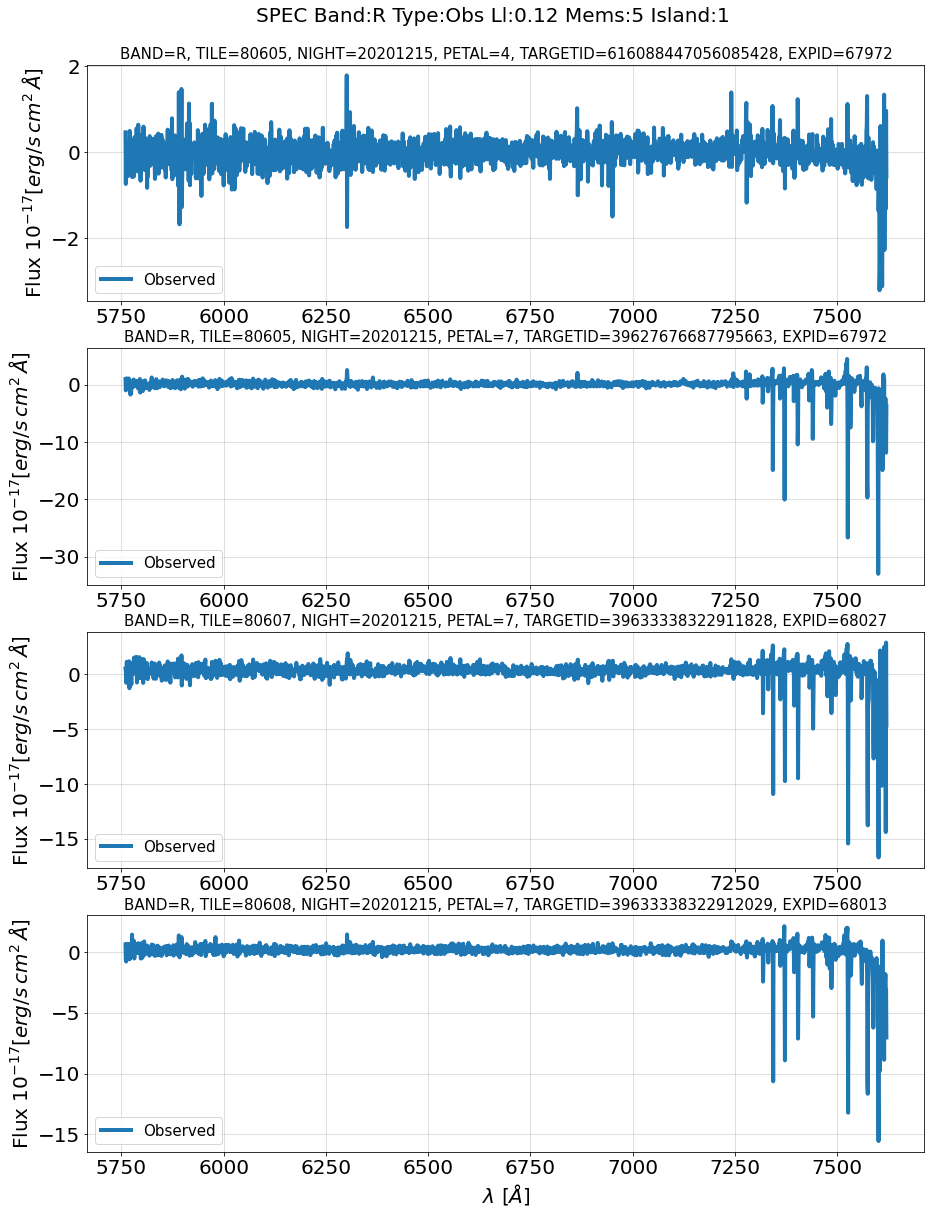 SPEC Band:R Type:Obs Ll:0.12 Mems:5 Island:1
BAND=R, TILE=80605, NIGHT=20201215, PETAL=4, TARGETID=616088447056085428, EXPID=67972
Flux 10⁻¹⁷[erg/s cm² Å]
2
0
−2
Observed
5750 6000 6250 6500 6750 7000 7250 7500
BAND=R, TILE=80605, NIGHT=20201215, PETAL=7, TARGETID=39627676687795663, EXPID=67972
Flux 10⁻¹⁷[erg/s cm² Å]
0
−10
−20
−30
Observed
5750 6000 6250 6500 6750 7000 7250 7500
BAND=R, TILE=80607, NIGHT=20201215, PETAL=7, TARGETID=39633338322911828, EXPID=68027
Flux 10⁻¹⁷[erg/s cm² Å]
0
−5
−10
−15
Observed
5750 6000 6250 6500 6750 7000 7250 7500
BAND=R, TILE=80608, NIGHT=20201215, PETAL=7, TARGETID=39633338322912029, EXPID=68013
Flux 10⁻¹⁷[erg/s cm² Å]
0
−5
−10
−15
Observed
5750 6000 6250 6500 6750 7000 7250 7500
λ [Å]